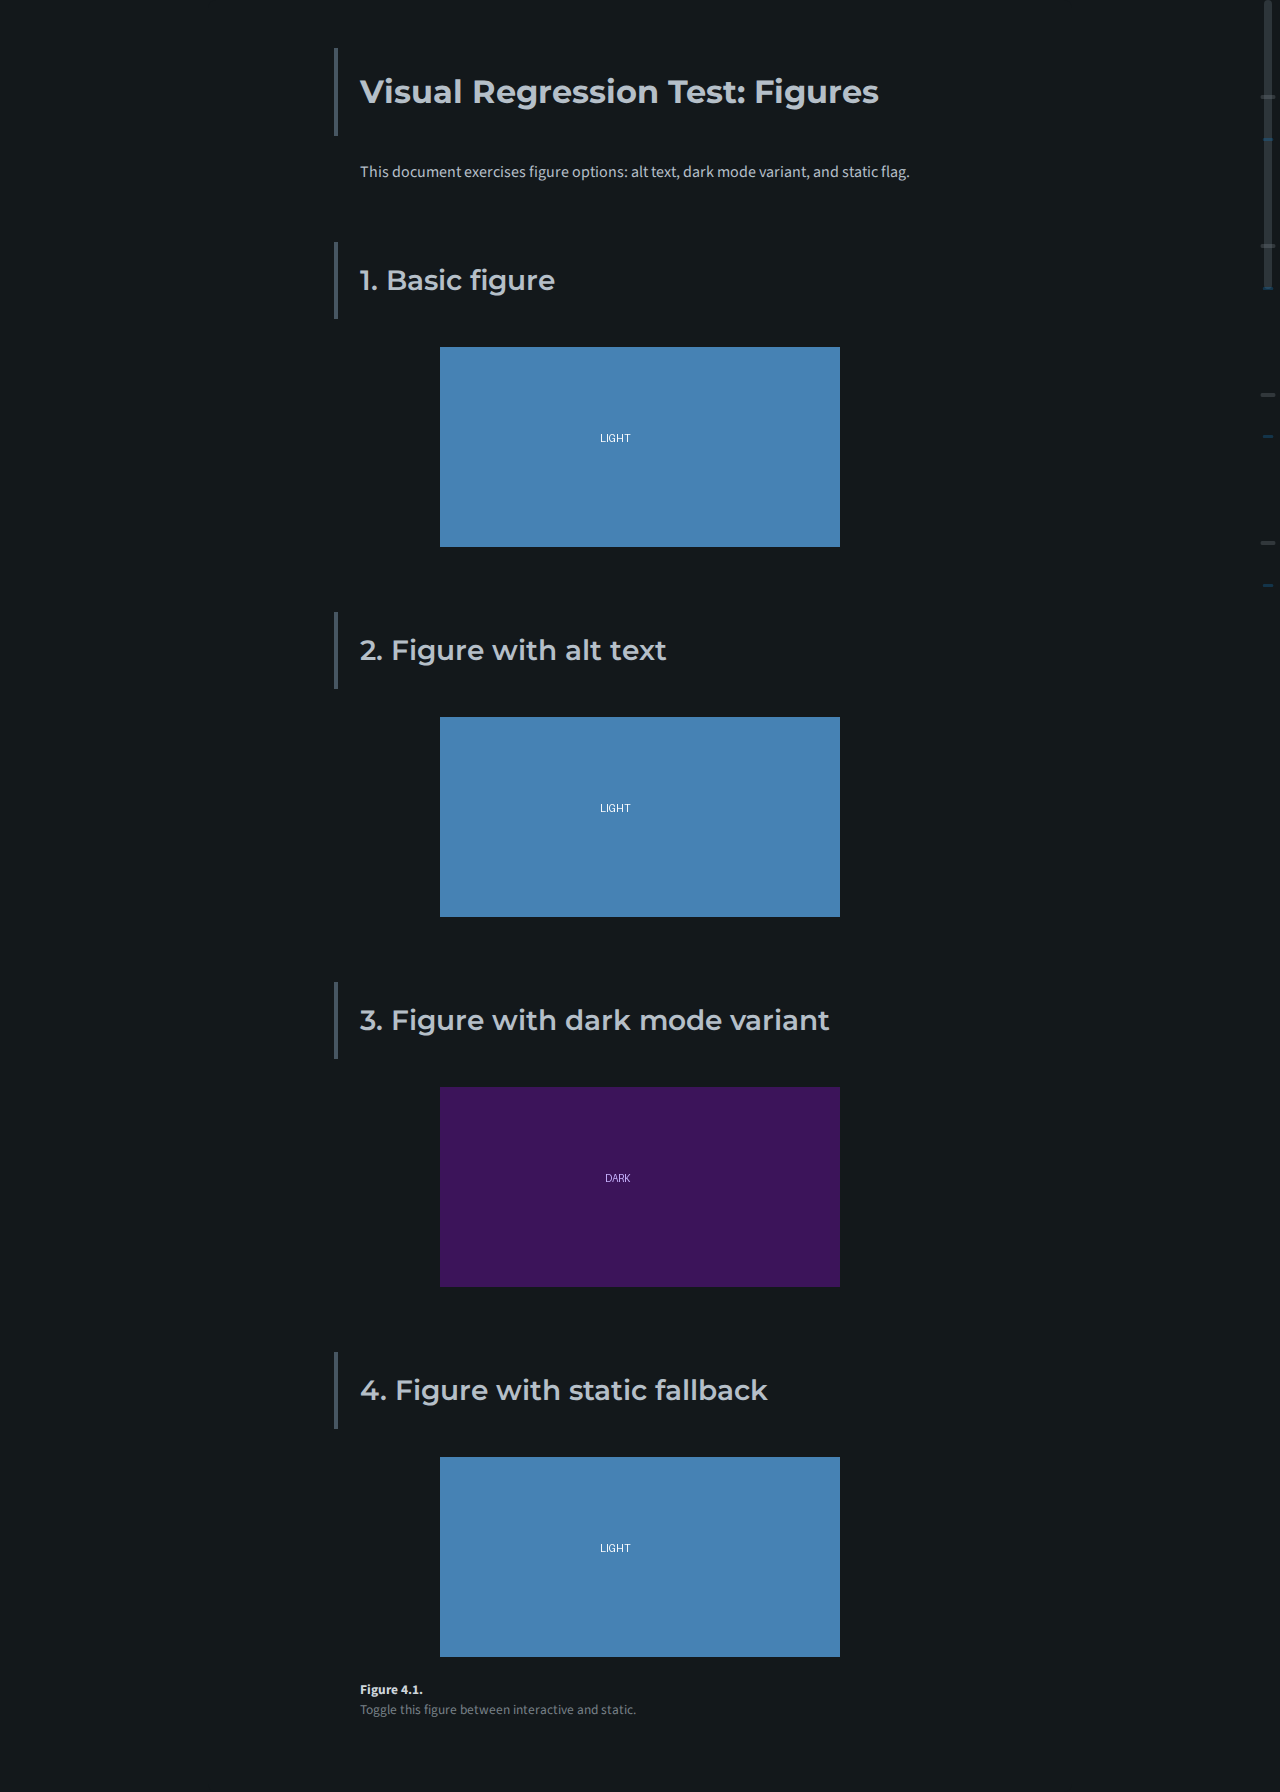 Visual Regression Test: Figures
This document exercises figure options: alt text, dark mode variant, and static flag.
1. Basic figure
LIGHT
2. Figure with alt text
LIGHT
3. Figure with dark mode variant
DARK
4. Figure with static fallback
LIGHT
Figure 4.1.
Toggle this figure between interactive and static.